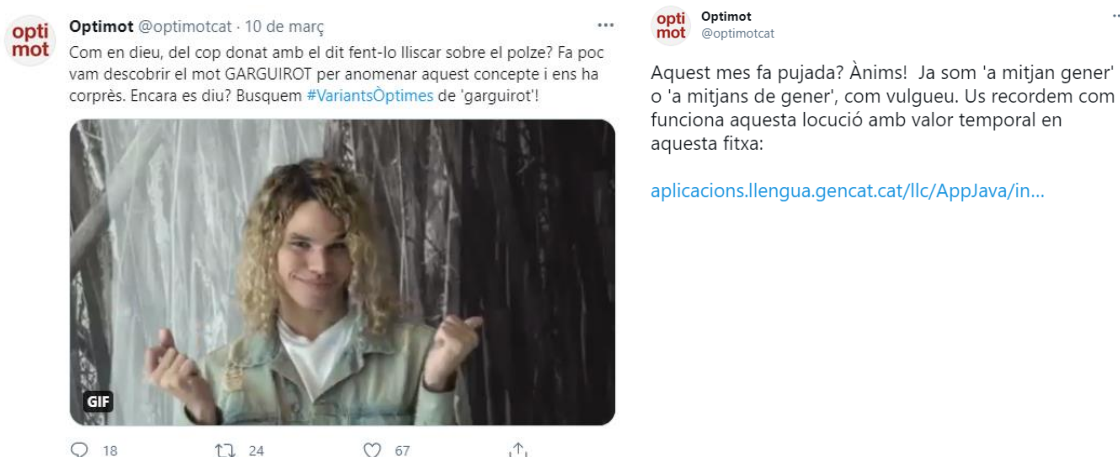 opti
mot
Optimot @optimotcat · 10 de març
Com en dieu, del cop donat amb el dit fent-lo lliscar sobre el polze? Fa poc
vam descobrir el mot GARGUIROT per anomenar aquest concepte i ens ha
corprès. Encara es diu? Busquem #VariantsÒptimes de 'garguirot'!
GIF
18 24 67
opti
mot
Optimot
@optimotcat
Aquest mes fa pujada? Ànims! Ja som 'a mitjan gener'
o 'a mitjans de gener', com vulgueu. Us recordem com
funciona aquesta locució amb valor temporal en
aquesta fitxa:
aplicacions.llengua.gencat.cat/llc/AppJava/in...